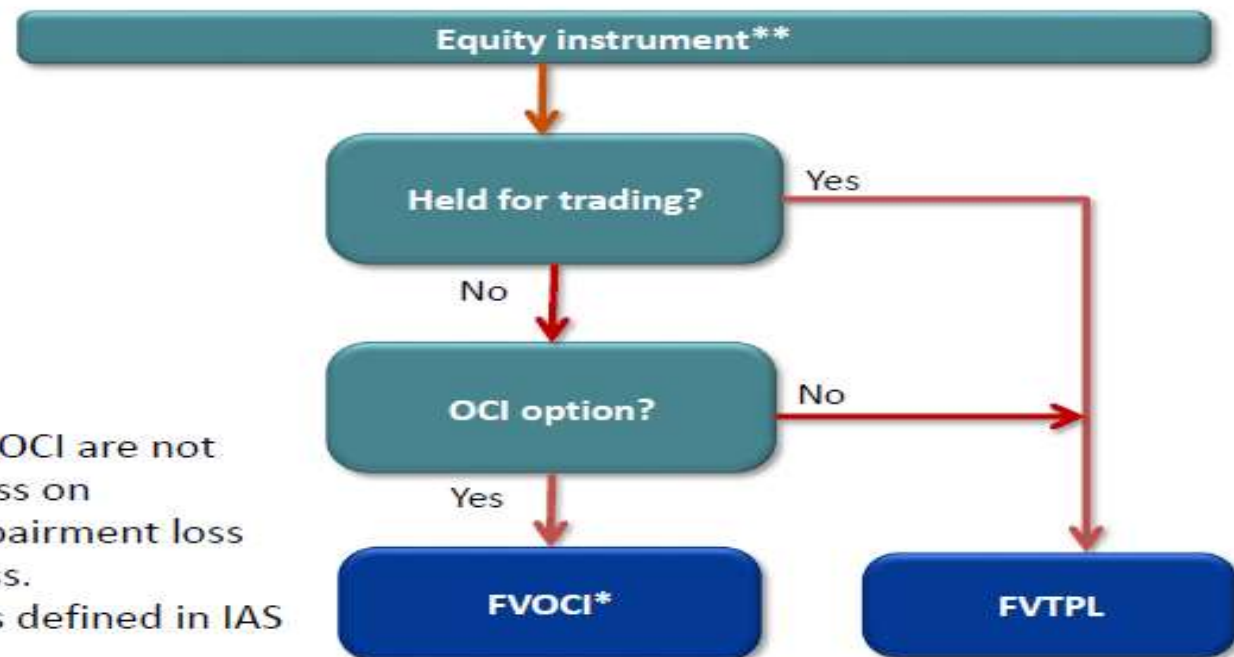 Equity instrument**
Held for trading?
Yes
No
OCI option?
No
Yes
OCI are not
ss on
pairment loss
ss.
s defined in IAS
FVOCI*
FVTPL